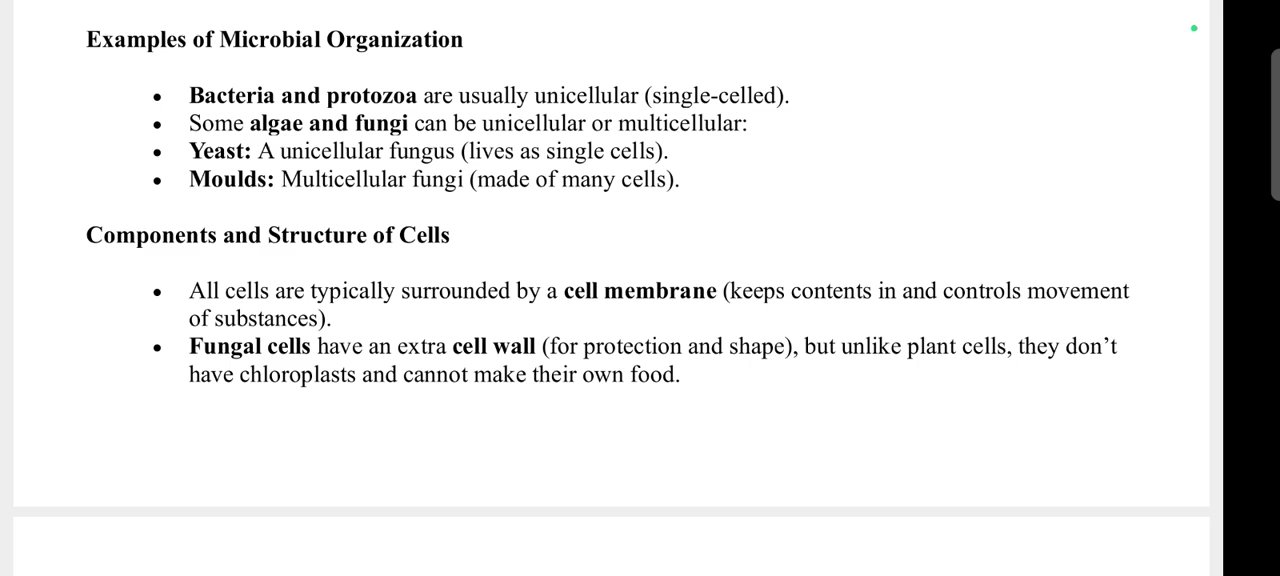 Examples of Microbial Organization
• Bacteria and protozoa are usually unicellular (single-celled).
• Some algae and fungi can be unicellular or multicellular:
• Yeast: A unicellular fungus (lives as single cells).
• Moulds: Multicellular fungi (made of many cells).
Components and Structure of Cells
• All cells are typically surrounded by a cell membrane (keeps contents in and controls movement
of substances).
• Fungal cells have an extra cell wall (for protection and shape), but unlike plant cells, they don’t
have chloroplasts and cannot make their own food.